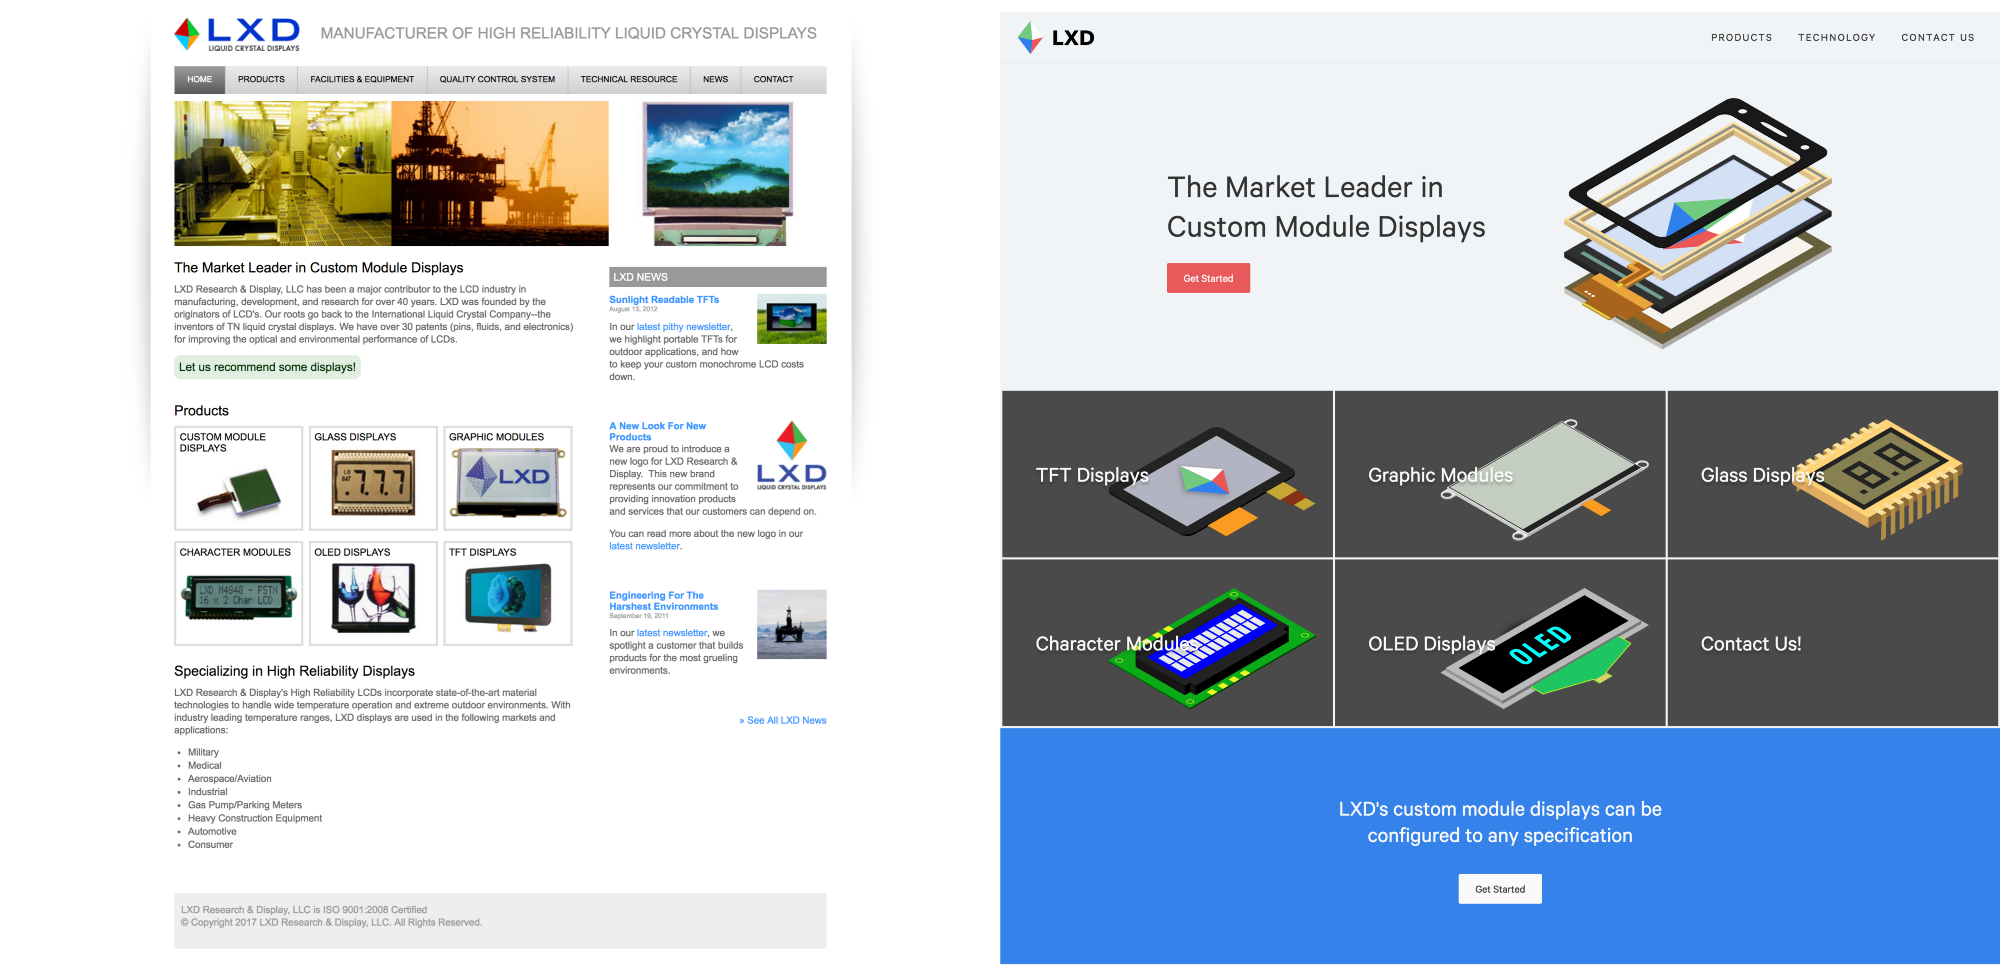 LXD
LIQUID CRYSTAL DISPLAYS
MANUFACTURER OF HIGH RELIABILITY LIQUID CRYSTAL DISPLAYS
HOME PRODUCTS FACILITIES & EQUIPMENT QUALITY CONTROL SYSTEM TECHNICAL RESOURCE NEWS CONTACT
The Market Leader in Custom Module Displays
LXD Research & Display, LLC has been a major contributor to the LCD industry in
manufacturing, development, and research for over 40 years. LXD was founded by the
originators of LCD's. Our roots go back to the International Liquid Crystal Company--the
inventors of TN liquid crystal displays. We have over 30 patents (pins, fluids, and electronics)
for improving the optical and environmental performance of LCDs.
Let us recommend some displays!
Products
CUSTOM MODULE
DISPLAYS
GLASS DISPLAYS
LO
BAT
.7.7.7
GRAPHIC MODULES
LXD
CHARACTER MODULES
LXD M4840 - FSTN
16 x 2 Char LCD
OLED DISPLAYS
TFT DISPLAYS
Specializing in High Reliability Displays
LXD Research & Display's High Reliability LCDs incorporate state-of-the-art material
technologies to handle wide temperature operation and extreme outdoor environments. With
industry leading temperature ranges, LXD displays are used in the following markets and
applications:
• Military
• Medical
• Aerospace/Aviation
• Industrial
• Gas Pump/Parking Meters
• Heavy Construction Equipment
• Automotive
• Consumer
LXD NEWS
Sunlight Readable TFTs
August 13, 2012
In our latest pithy newsletter,
we highlight portable TFTs for
outdoor applications, and how
to keep your custom monochrome LCD costs
down.
A New Look For New
Products
We are proud to introduce a
new logo for LXD Research &
Display. This new brand
represents our commitment to
providing innovation products
and services that our customers can depend on.
LXD
LIQUID CRYSTAL DISPLAYS
You can read more about the new logo in our
latest newsletter.
Engineering For The
Harshest Environments
September 19, 2011
In our latest newsletter, we
spotlight a customer that builds
products for the most grueling
environments.
» See All LXD News
LXD Research & Display, LLC is ISO 9001:2008 Certified
© Copyright 2017 LXD Research & Display, LLC. All Rights Reserved.
LXD
PRODUCTS TECHNOLOGY CONTACT US
The Market Leader in
Custom Module Displays
Get Started
TFT Displays
Graphic Modules
Glass Displays
.8.8
Character Modules
OLED Displays
OLED
Contact Us!
LXD's custom module displays can be
configured to any specification
Get Started